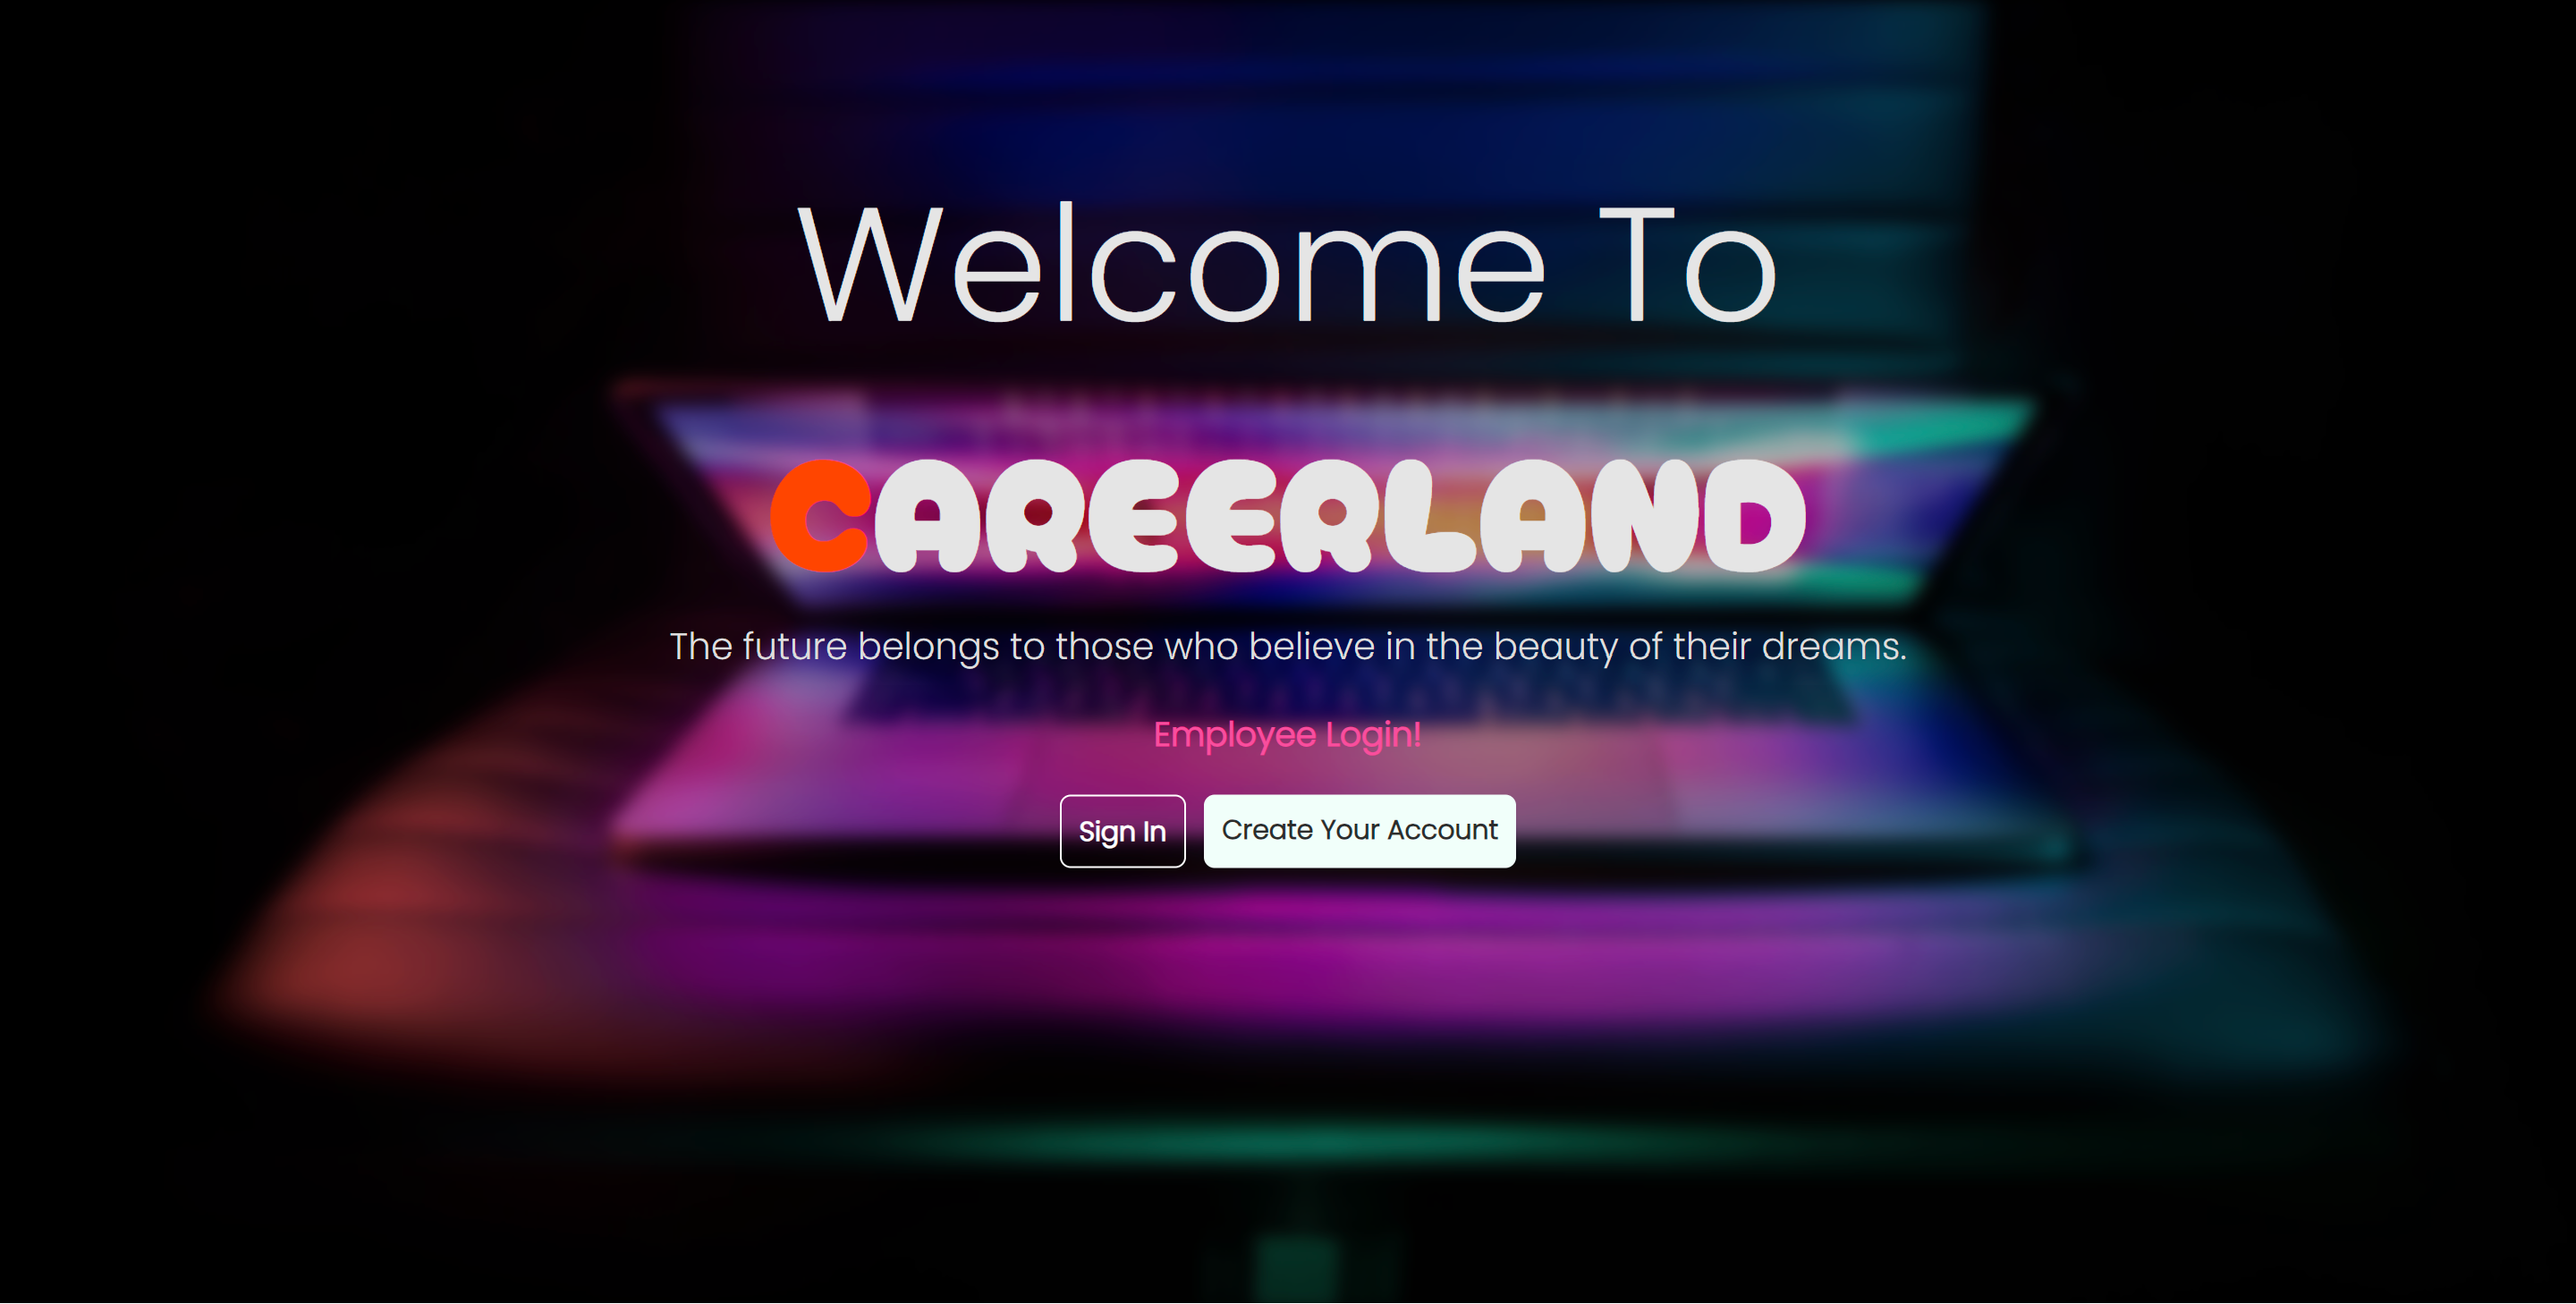 Welcome To
CAREERLAND
The future belongs to those who believe in the beauty of their dreams.
Employee Login!
Sign In
Create Your Account